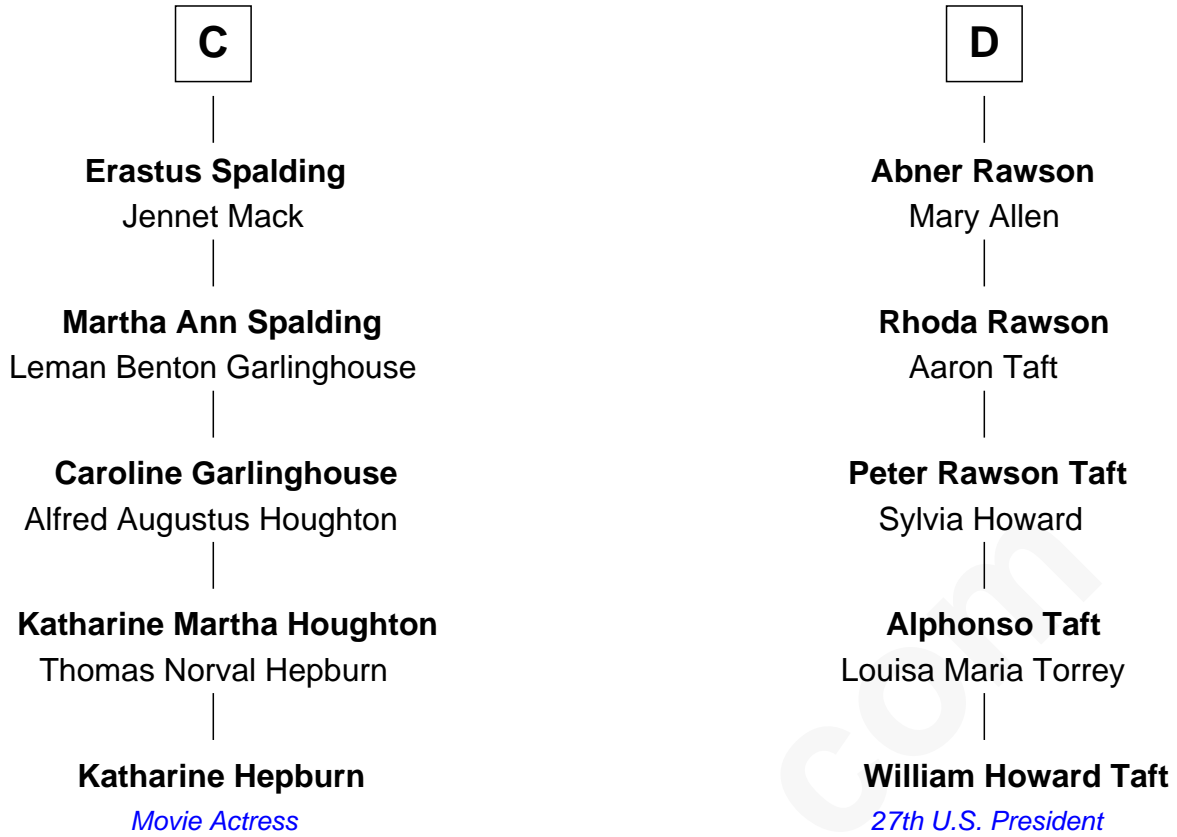 C
Erastus Spalding
Jennet Mack
Martha Ann Spalding
Leman Benton Garlinghouse
Caroline Garlinghouse
Alfred Augustus Houghton
Katharine Martha Houghton
Thomas Norval Hepburn
Katharine Hepburn
Movie Actress
D
Abner Rawson
Mary Allen
Rhoda Rawson
Aaron Taft
Peter Rawson Taft
Sylvia Howard
Alphonso Taft
Louisa Maria Torrey
William Howard Taft
27th U.S. President
com